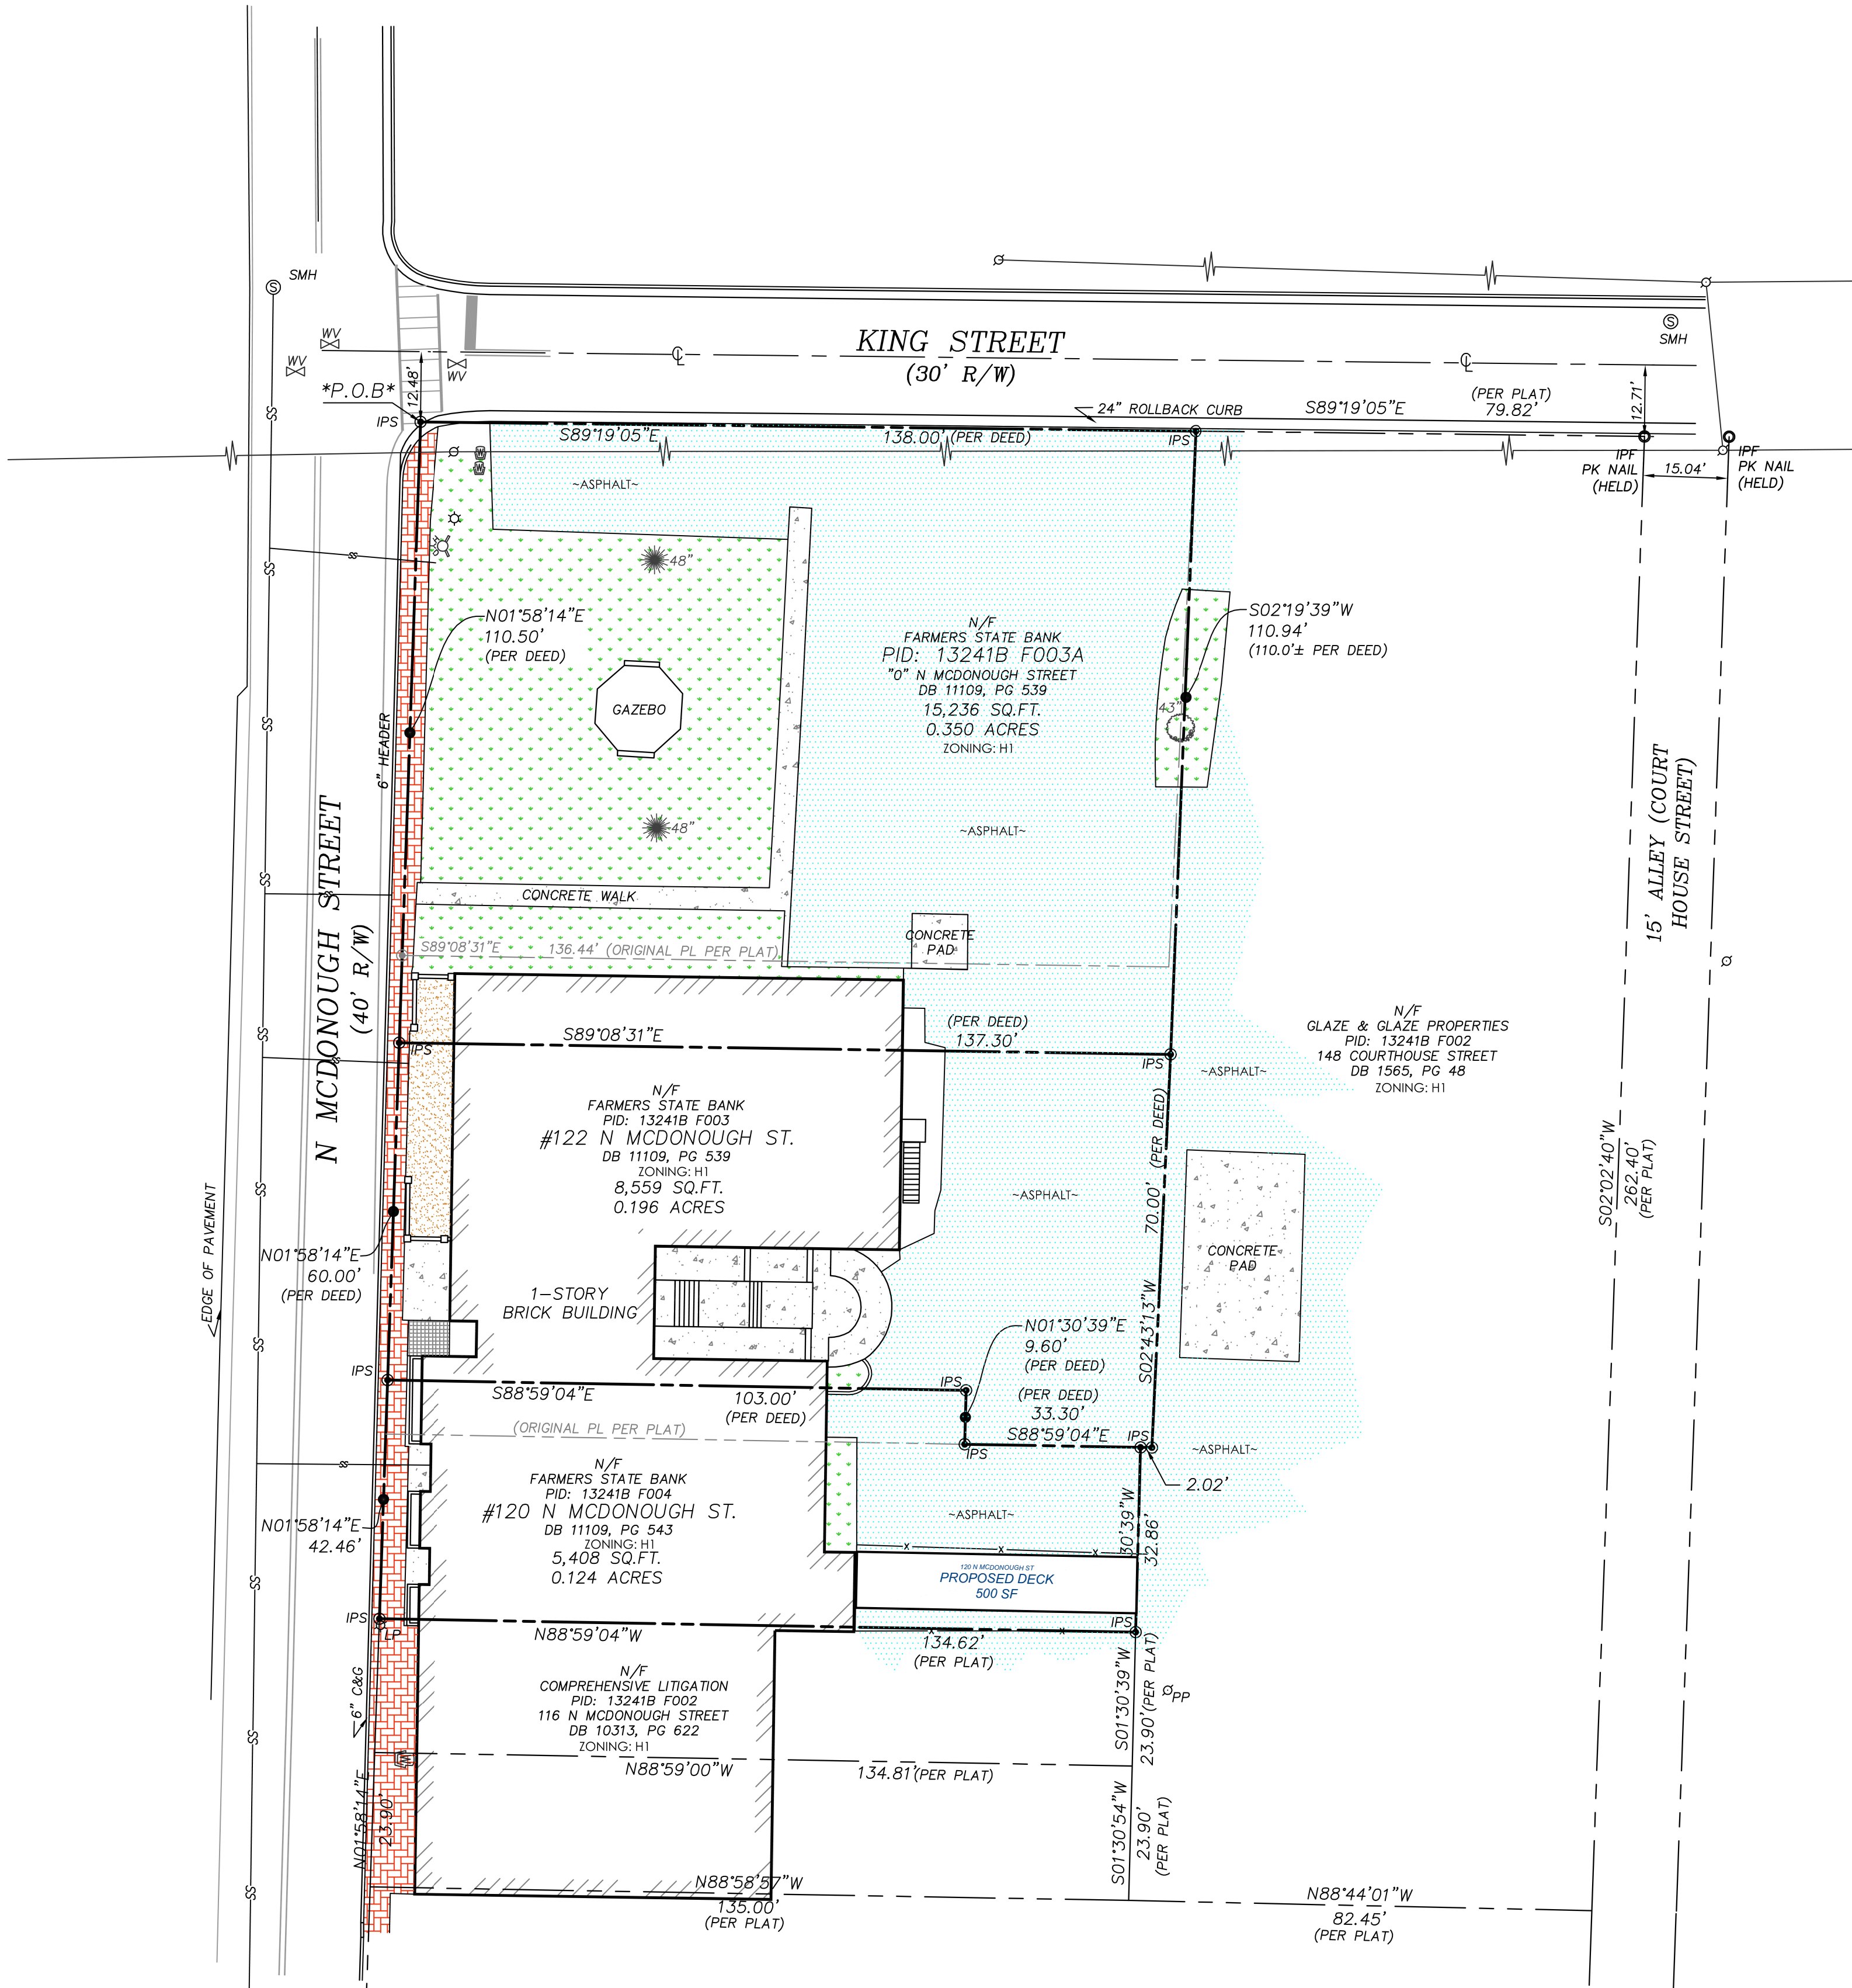 SMH
WV
WV
WV
KING STREET
(30' R/W)
℄
℄
SMH
*P.O.B*
12.48'
12.71'
IPS
24" ROLLBACK CURB
S89°19'05"E
(PER PLAT)
79.82'
S89°19'05"E
138.00' (PER DEED)
IPS
IPF
PK NAIL
(HELD)
15.04'
IPF
PK NAIL
(HELD)
~ASPHALT~
48"
N01°58'14"E
110.50'
(PER DEED)
S02°19'39"W
110.94'
(110.0'± PER DEED)
N/F
FARMERS STATE BANK
PID: 13241B F003A
"0" N MCDONOUGH STREET
DB 11109, PG 539
15,236 SQ.FT.
0.350 ACRES
ZONING: H1
GAZEBO
43"
6" HEADER
48"
~ASPHALT~
15' ALLEY (COURT
HOUSE STREET)
N MCDONOUGH STREET
(40' R/W)
CONCRETE WALK
CONCRETE
PAD
S89°08'31"E
136.44' (ORIGINAL PL PER PLAT)
S89°08'31"E
(PER DEED)
137.30'
IPS
IPS
~ASPHALT~
N/F
GLAZE & GLAZE PROPERTIES
PID: 13241B F002
148 COURTHOUSE STREET
DB 1565, PG 48
ZONING: H1
N/F
FARMERS STATE BANK
PID: 13241B F003
#122 N MCDONOUGH ST.
DB 11109, PG 539
ZONING: H1
8,559 SQ.FT.
0.196 ACRES
~ASPHALT~
S02°43'13"W
70.00'
(PER DEED)
S02°02'40"W
262.40'
(PER PLAT)
CONCRETE
PAD
EDGE OF PAVEMENT
N01°58'14"E
60.00'
(PER DEED)
1-STORY
BRICK BUILDING
N01°30'39"E
9.60'
(PER DEED)
IPS
S88°59'04"E
103.00'
(PER DEED)
IPS
(PER DEED)
33.30'
S88°59'04"E
IPS
IPS
(ORIGINAL PL PER PLAT)
~ASPHALT~
2.02'
N/F
FARMERS STATE BANK
PID: 13241B F004
#120 N MCDONOUGH ST.
DB 11109, PG 543
ZONING: H1
5,408 SQ.FT.
0.124 ACRES
N01°58'14"E
42.46'
~ASPHALT~
30'39"W
32.86'
120 N MCDONOUGH ST
PROPOSED DECK
500 SF
IPS
LP
N88°59'04"W
134.62'
(PER PLAT)
IPS
6" C&G
N/F
COMPREHENSIVE LITIGATION
PID: 13241B F002
116 N MCDONOUGH STREET
DB 10313, PG 622
ZONING: H1
S01°30'39"W
23.90' (PER PLAT)
PP
N88°59'00"W
134.81' (PER PLAT)
N01°58'14"E
23.90'
S01°30'54"W
23.90'
(PER PLAT)
N88°58'57"W
135.00'
(PER PLAT)
N88°44'01"W
82.45'
(PER PLAT)